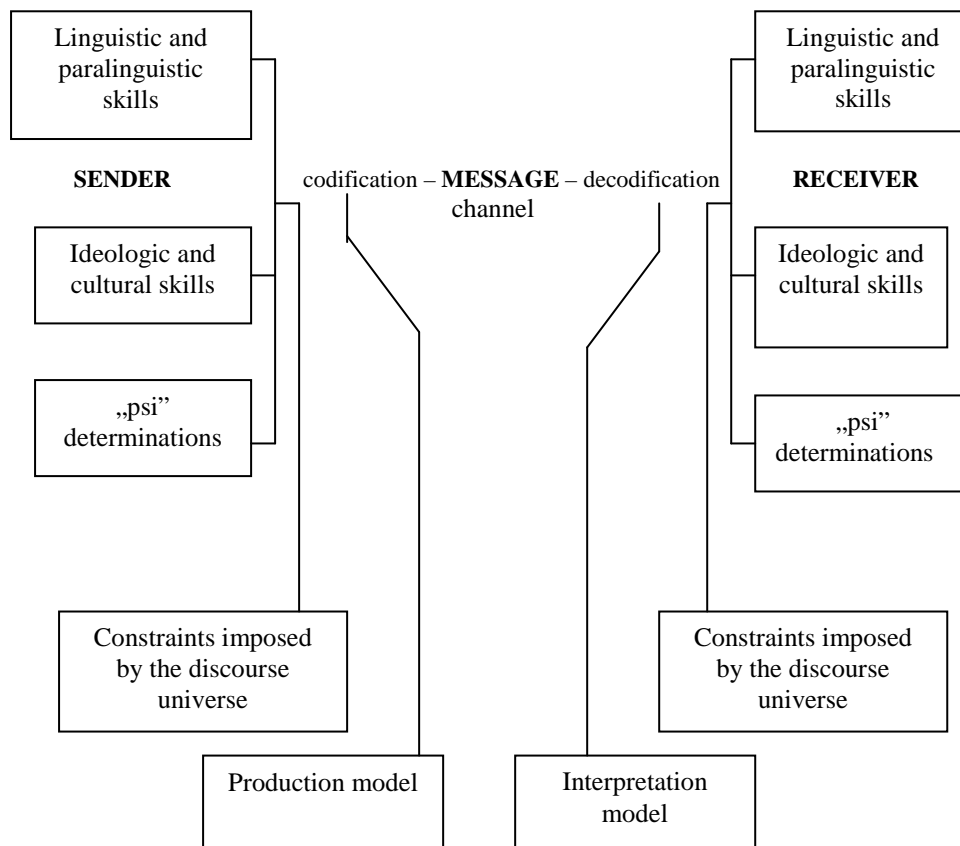 Linguistic and
paralinguistic
skills
Linguistic and
paralinguistic
skills
SENDER
codification – MESSAGE – decodification
channel
RECEIVER
Ideologic and
cultural skills
Ideologic and
cultural skills
„psi”
determinations
„psi”
determinations
Constraints imposed
by the discourse
universe
Constraints imposed
by the discourse
universe
Production model
Interpretation
model